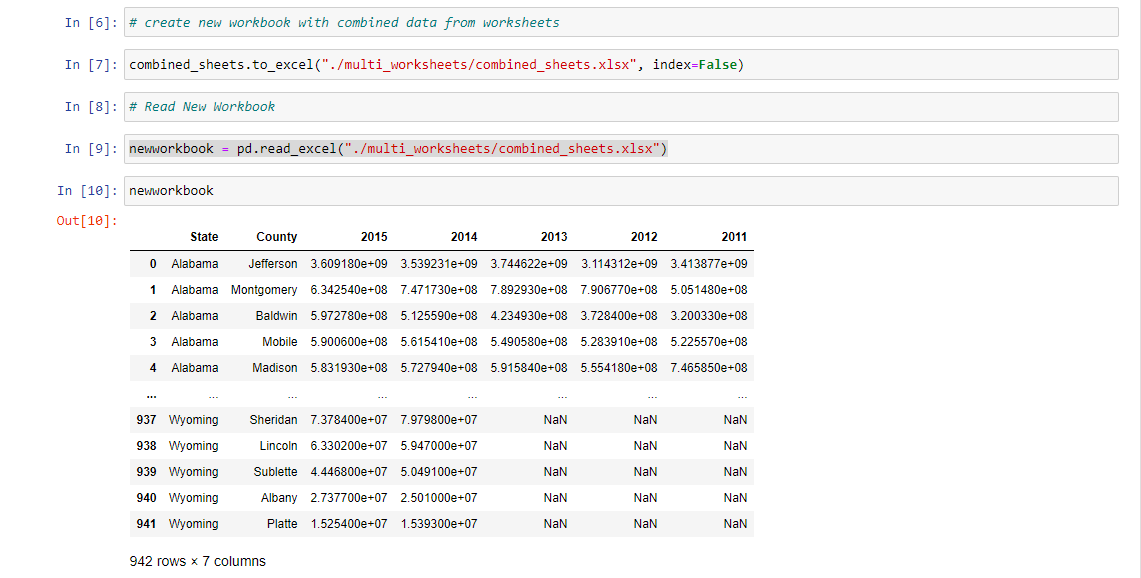 In [6]: # create new workbook with combined data from worksheets
In [7]: combined_sheets.to_excel("./multi_worksheets/combined_sheets.xlsx", index=False)
In [8]: # Read New Workbook
In [9]: newworkbook = pd.read_excel("./multi_worksheets/combined_sheets.xlsx")
In [10]: newworkbook
Out[10]:
State County 2015 2014 2013 2012 2011
0 Alabama Jefferson 3.609180e+09 3.539231e+09 3.744622e+09 3.114312e+09 3.413877e+09
1 Alabama Montgomery 6.342540e+08 7.471730e+08 7.892930e+08 7.906770e+08 5.051480e+08
2 Alabama Baldwin 5.972780e+08 5.125590e+08 4.234930e+08 3.728400e+08 3.200330e+08
3 Alabama Mobile 5.900600e+08 5.615410e+08 5.490580e+08 5.283910e+08 5.225570e+08
4 Alabama Madison 5.831930e+08 5.727940e+08 5.915840e+08 5.554180e+08 7.465850e+08
... ... ... ... ... ... ... ...
937 Wyoming Sheridan 7.378400e+07 7.979800e+07 NaN NaN NaN
938 Wyoming Lincoln 6.330200e+07 5.947000e+07 NaN NaN NaN
939 Wyoming Sublette 4.446800e+07 5.049100e+07 NaN NaN NaN
940 Wyoming Albany 2.737700e+07 2.501000e+07 NaN NaN NaN
941 Wyoming Platte 1.525400e+07 1.539300e+07 NaN NaN NaN
942 rows × 7 columns